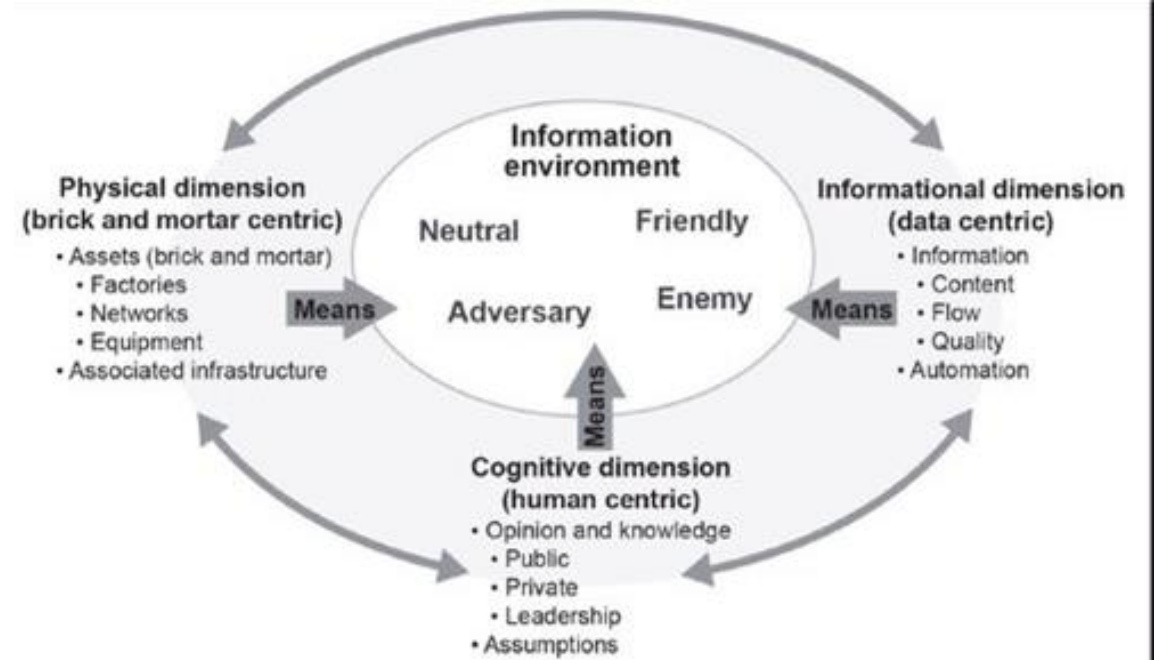 Information
environment
Neutral
Friendly
Adversary
Enemy
Physical dimension
(brick and mortar centric)
• Assets (brick and mortar)
• Factories
• Networks
• Equipment
• Associated infrastructure
Means
Informational dimension
(data centric)
• Information
• Content
• Flow
• Quality
• Automation
Means
Means
Cognitive dimension
(human centric)
• Opinion and knowledge
• Public
• Private
• Leadership
• Assumptions